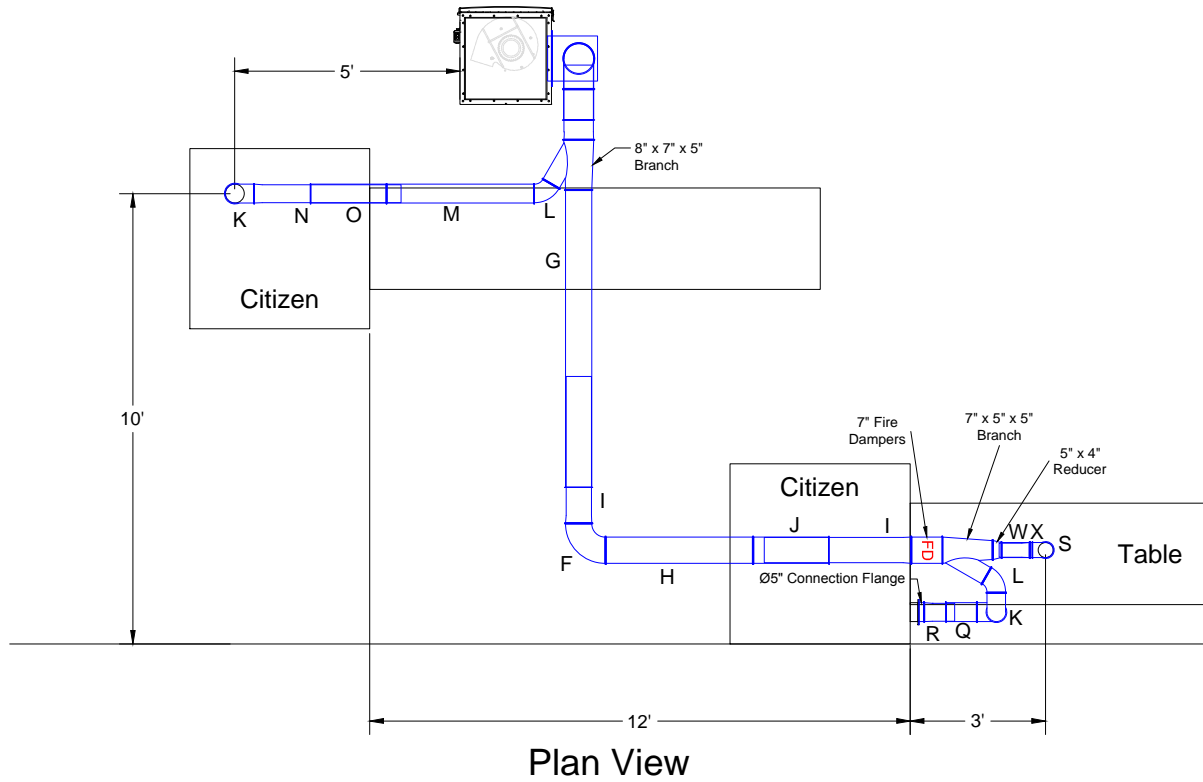 5'
8" x 7" x 5"
Branch
K
N
O
M
L
G
Citizen
10'
7" Fire
Dampers
7" x 5" x 5"
Branch
5" x 4"
Reducer
Citizen
I
J
I
W
X
S
FD
F
H
L
Table
Ø5" Connection Flange
K
R
Q
12'
3'
Plan View